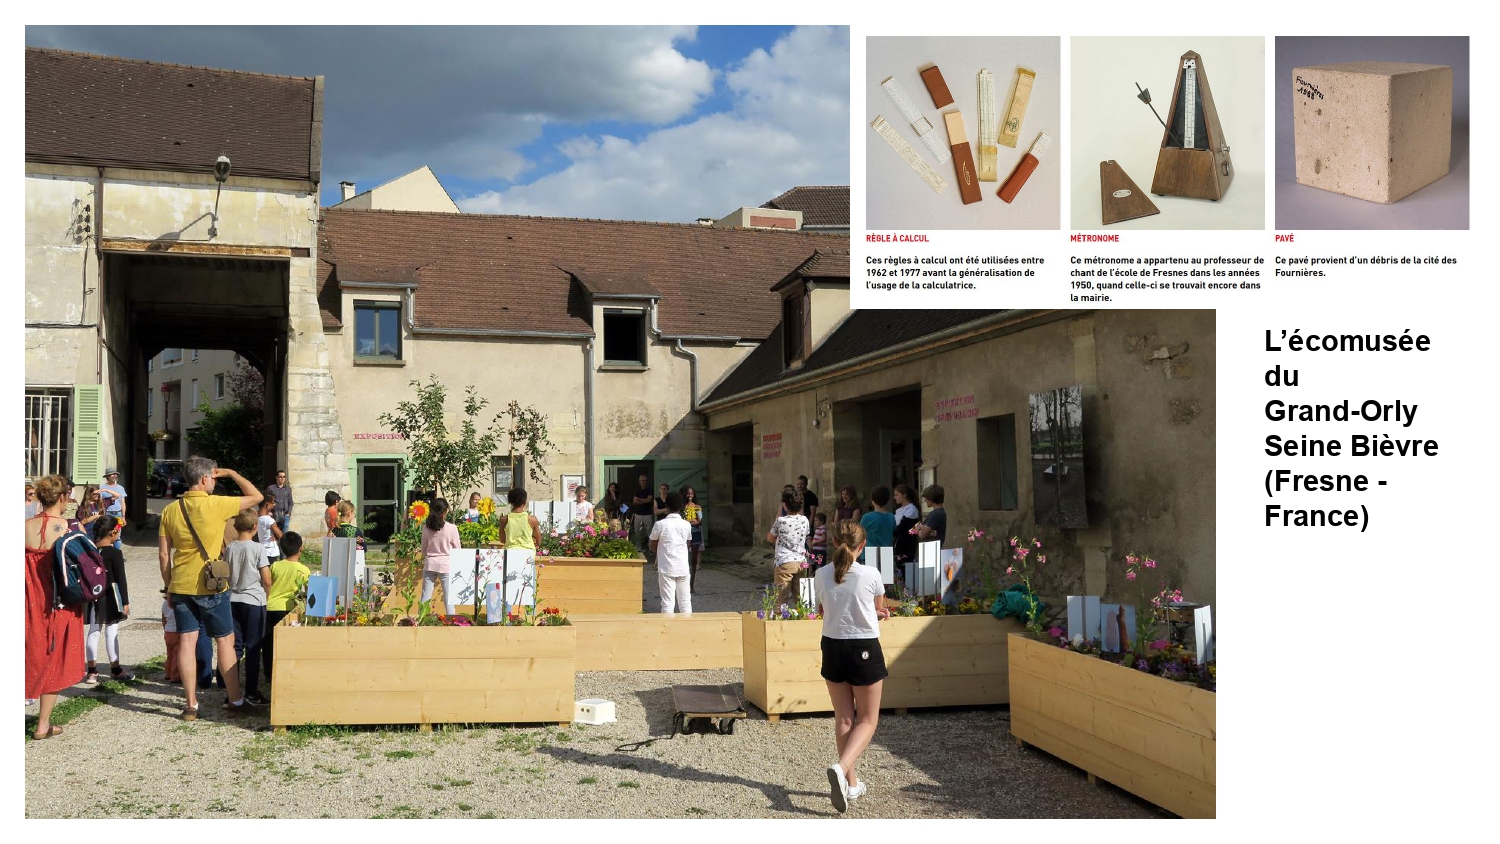 Fournières
1988
RÈGLE À CALCUL
Ces règles à calcul ont été utilisées entre
1962 et 1977 avant la généralisation de
l'usage de la calculatrice.
MÉTRONOME
Ce métronome a appartenu au professeur de
chant de l'école de Fresnes dans les années
1950, quand celle-ci se trouvait encore dans
la mairie.
PAVÉ
Ce pavé provient d'un débris de la cité des
Fournières.
L'écomusée
du
Grand-Orly
Seine Bièvre
(Fresne -
France)
EXPOSITION